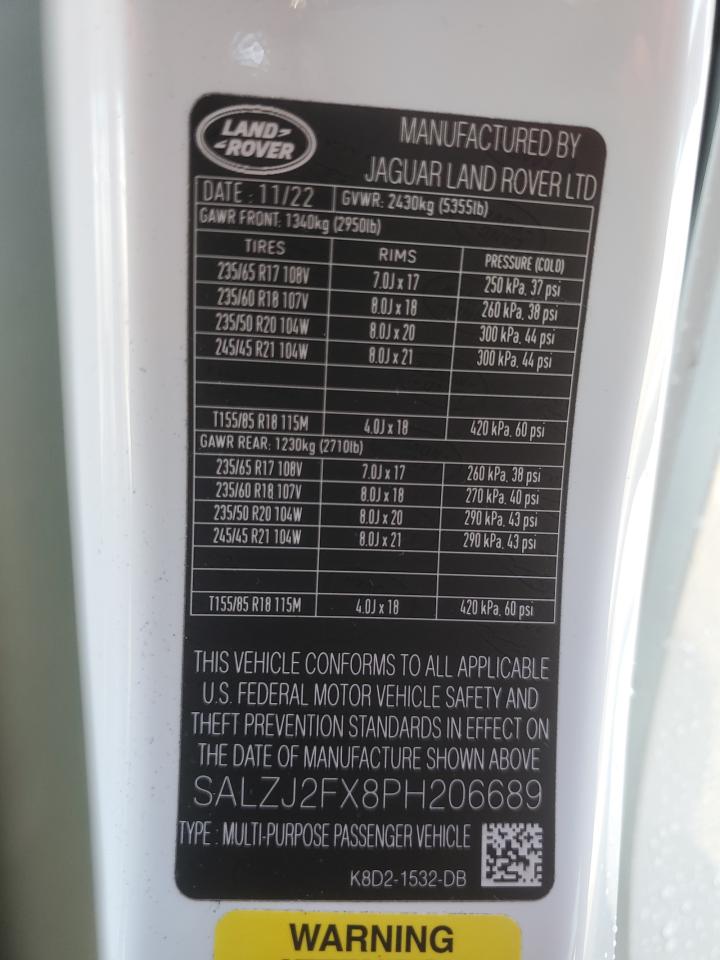 LAND-
-ROVER
MANUFACTURED BY
JAGUAR LAND ROVER LTD
DATE : 11/22 GVWR: 2430kg (5355lb)
GAWR FRONT: 1340kg (2950lb)
TIRES RIMS PRESSURE (COLD)
235/65 R17 108V 7.0J x 17 250 kPa, 37 psi
235/60 R18 107V 8.0J x 18 260 kPa, 38 psi
235/50 R20 104W 8.0J x 20 300 kPa, 44 psi
245/45 R21 104W 8.0J x 21 300 kPa, 44 psi
T155/85 R18 115M 4.0J x 18 420 kPa, 60 psi
GAWR REAR: 1230kg (2710lb)
235/65 R17 108V 7.0J x 17 260 kPa, 38 psi
235/60 R18 107V 8.0J x 18 270 kPa, 40 psi
235/50 R20 104W 8.0J x 20 290 kPa, 43 psi
245/45 R21 104W 8.0J x 21 290 kPa, 43 psi
T155/85 R18 115M 4.0J x 18 420 kPa, 60 psi
THIS VEHICLE CONFORMS TO ALL APPLICABLE
U.S. FEDERAL MOTOR VEHICLE SAFETY AND
THEFT PREVENTION STANDARDS IN EFFECT ON
THE DATE OF MANUFACTURE SHOWN ABOVE
SALZJ2FX8PH206689
TYPE : MULTI-PURPOSE PASSENGER VEHICLE
K8D2-1532-DB
WARNING